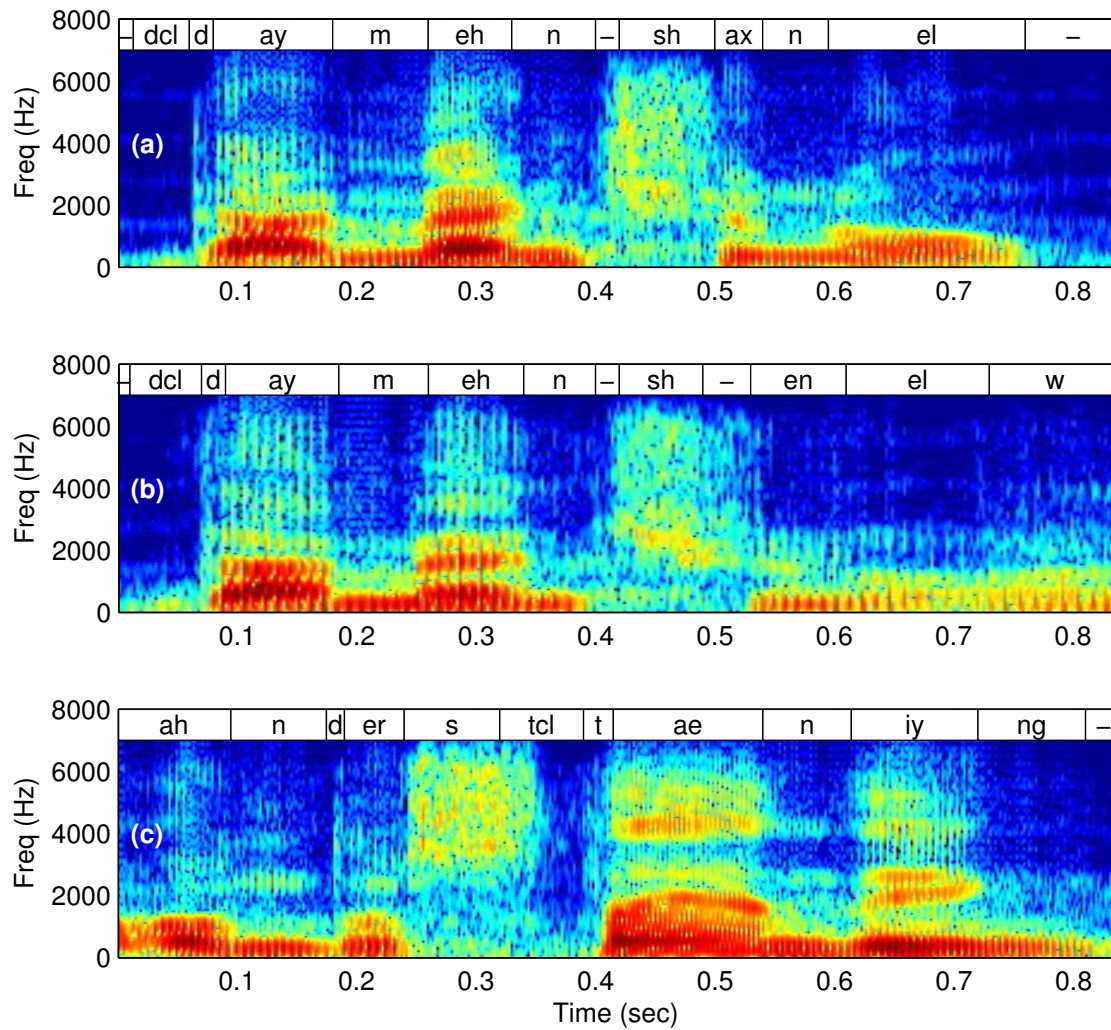 8000 – dcl d ay m eh n – sh ax n el –
6000
4000 (a)
2000
0
Freq (Hz)
0.1 0.2 0.3 0.4 0.5 0.6 0.7 0.8
8000 – dcl d ay m eh n – sh – en el w
6000
4000 (b)
2000
0
Freq (Hz)
0.1 0.2 0.3 0.4 0.5 0.6 0.7 0.8
8000 ah n d er s tcl t ae n iy ng –
6000
4000 (c)
2000
0
Freq (Hz)
0.1 0.2 0.3 0.4 0.5 0.6 0.7 0.8
Time (sec)